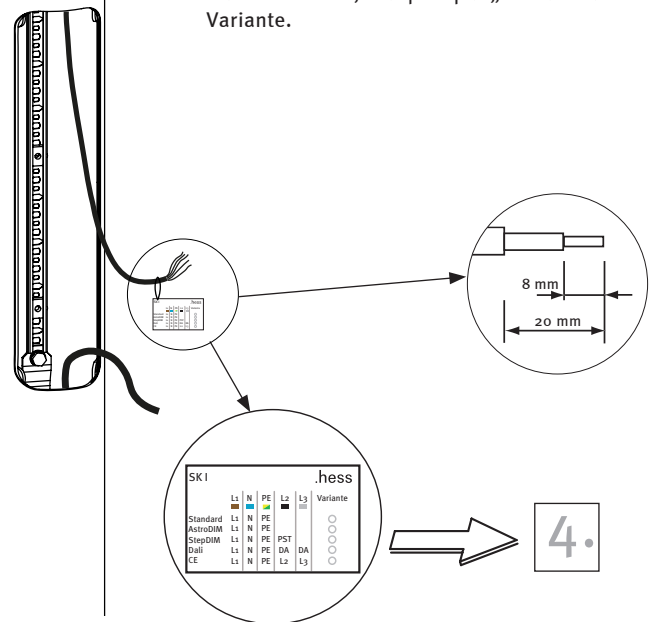 Variante.
8 mm
20 mm
SK I .hess
L1 N PE L2 L3 Variante
Standard L1 N PE
AstroDIM L1 N PE
StepDIM L1 N PE PST
Dali L1 N PE DA DA
CE L1 N PE L2 L3
4.